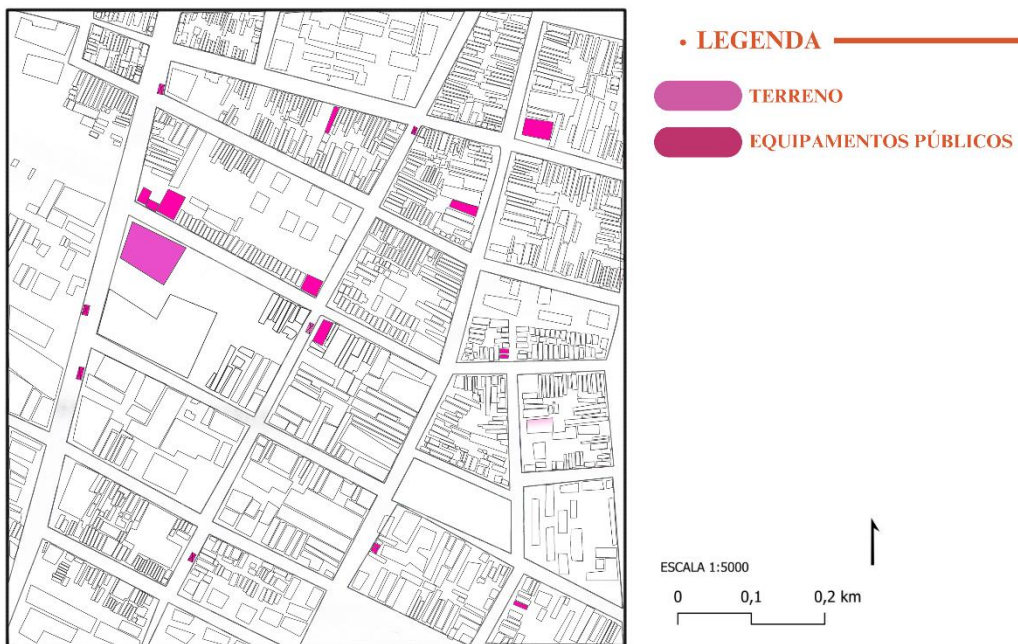 • LEGENDA
TERRENO
EQUIPAMENTOS PÚBLICOS
ESCALA 1:5000
0 0,1 0,2 km